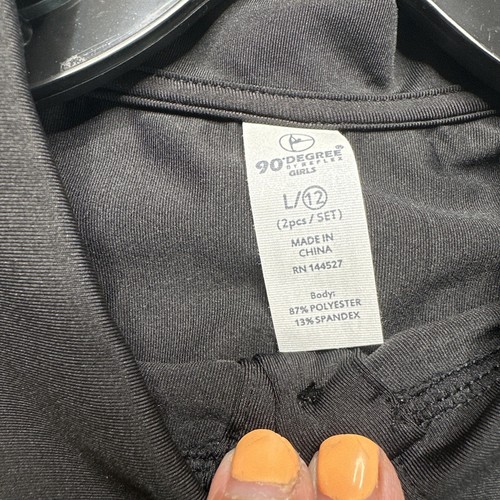 90°DEGREE®
BY REFLEX
GIRLS
L/12
(2pcs / SET)
MADE IN
CHINA
RN 144527
Body:
87% POLYESTER
13% SPANDEX